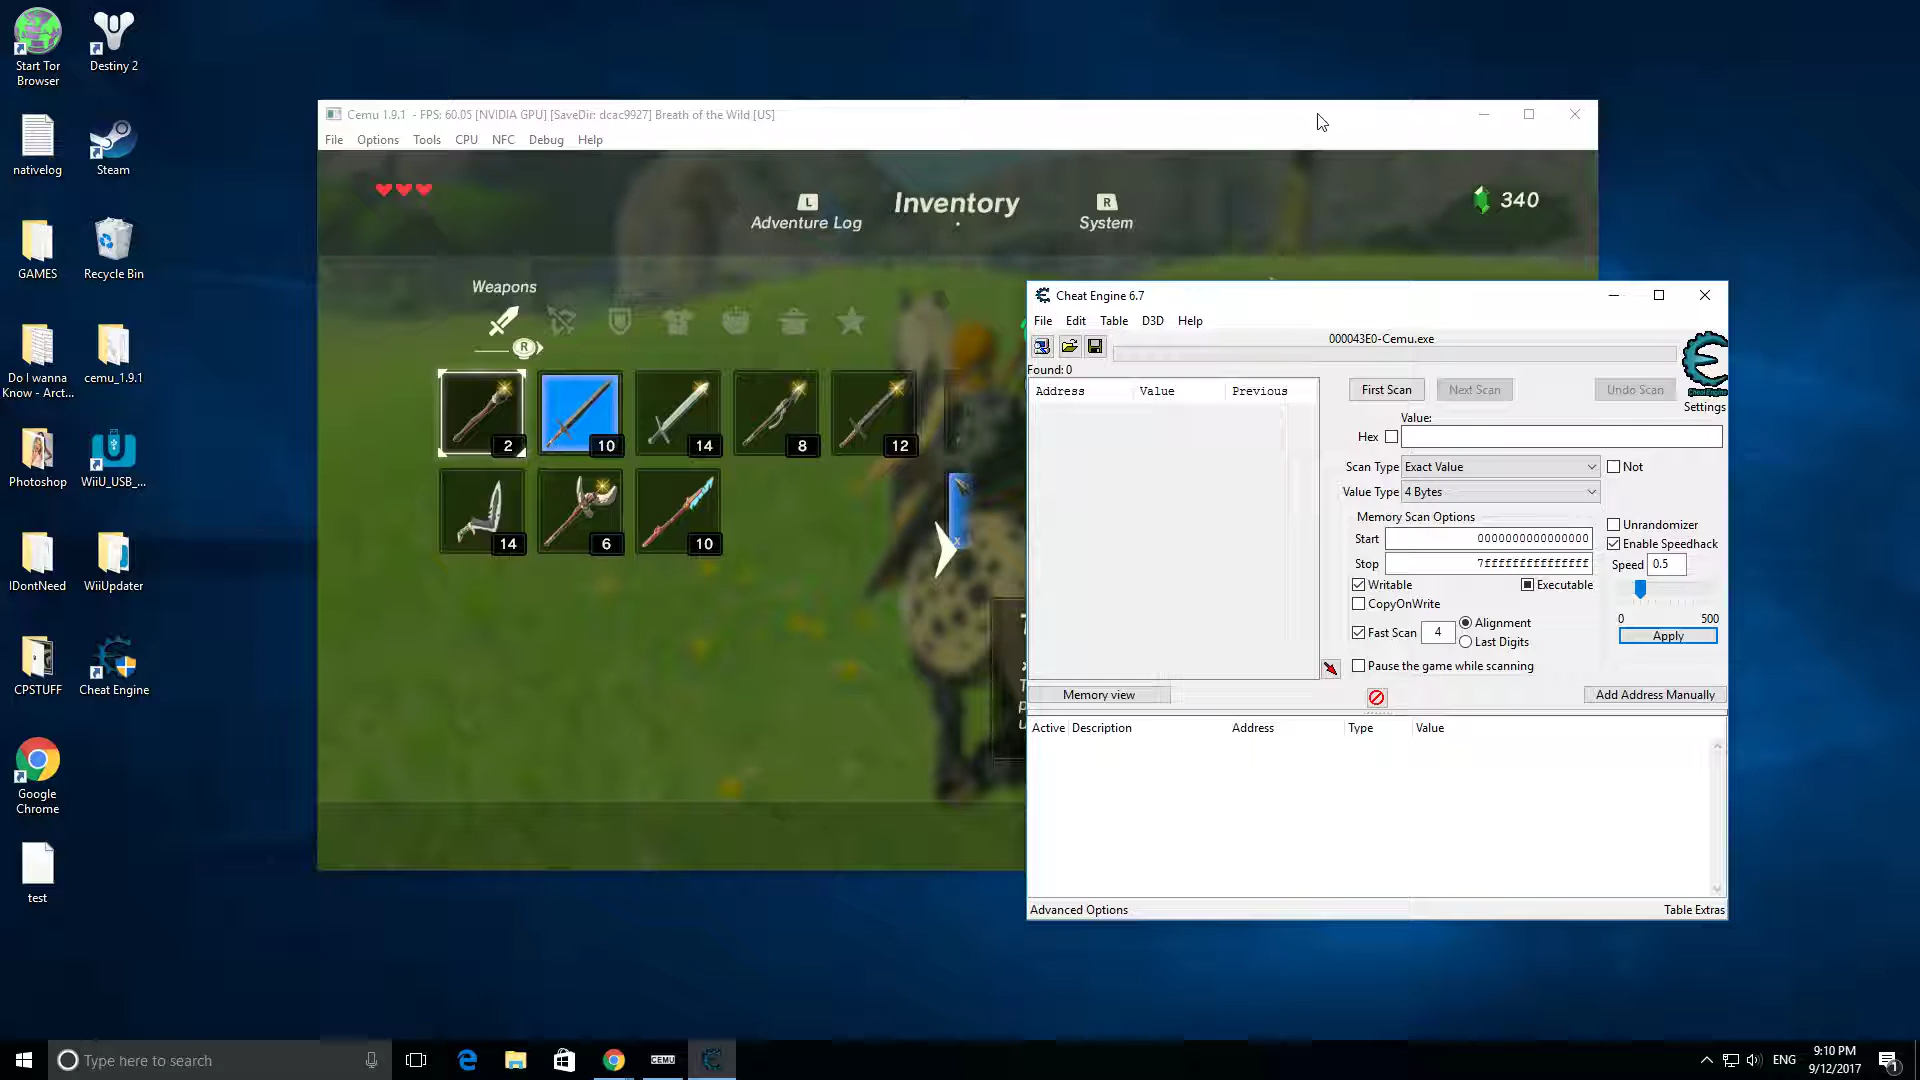 Start Tor
Browser
Destiny 2
nativelog
Steam
GAMES
Recycle Bin
Do I wanna
Know - Arct...
cemu_1.9.1
Photoshop
WiiU_USB_...
IDontNeed
WiiUpdater
CPSTUFF
Cheat Engine
Google
Chrome
test
Cemu 1.9.1 - FPS: 60.05 [NVIDIA GPU] [SaveDir: dcac9927] Breath of the Wild [US]
File Options Tools CPU NFC Debug Help
L
Adventure Log
Inventory
R
System
340
Weapons
R
2 10 14 8 12
14 6 10
X
Cheat Engine 6.7
File Edit Table D3D Help
000043E0-Cemu.exe
Found: 0
Address Value Previous
First Scan Next Scan Undo Scan
Settings
Value:
Hex
Scan Type Exact Value Not
Value Type 4 Bytes
Memory Scan Options
Unrandomizer
Start 0000000000000000
Enable Speedhack
Stop 7fffffffffffffff
Speed 0.5
Writable Executable
CopyOnWrite
Fast Scan 4 Alignment
Last Digits
0 500
Apply
Pause the game while scanning
Memory view Add Address Manually
Active Description Address Type Value
Advanced Options Table Extras
Type here to search
CEMU
ENG
9:10 PM
9/12/2017
1